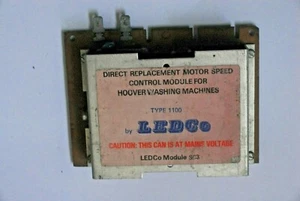 DIRECT REPLACEMENT MOTOR SPEED
CONTROL MODULE FOR
HOOVER WASHING MACHINES
TYPE 1100
by LEDCo
CAUTION: THIS CAN IS AT MAINS VOLTAGE
LEDCo Module